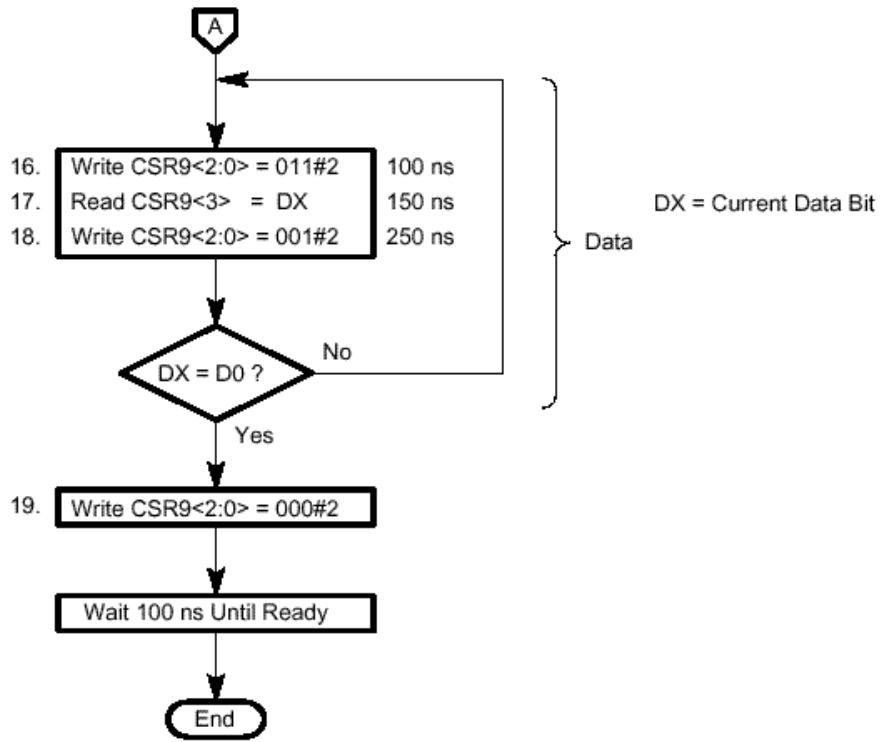 A
16. Write CSR9<2:0> = 011#2 100 ns
17. Read CSR9<3> = DX 150 ns
18. Write CSR9<2:0> = 001#2 250 ns
DX = Current Data Bit
Data
No
DX = D0 ?
Yes
19. Write CSR9<2:0> = 000#2
Wait 100 ns Until Ready
End